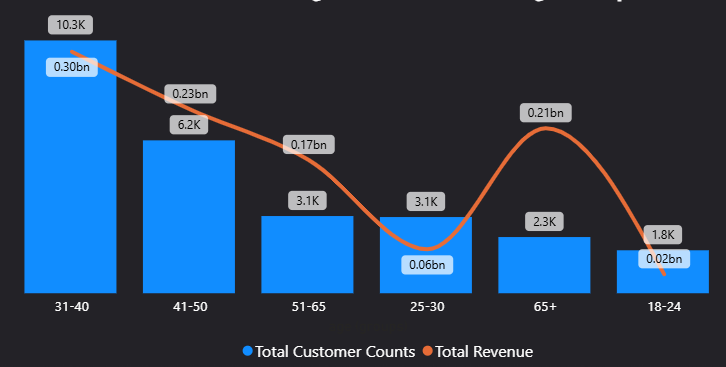 10.3K
0.30bn
0.23bn
6.2K
0.17bn
3.1K
3.1K
0.06bn
0.21bn
2.3K
1.8K
0.02bn
31-40 41-50 51-65 25-30 65+ 18-24
Total Customer Counts Total Revenue